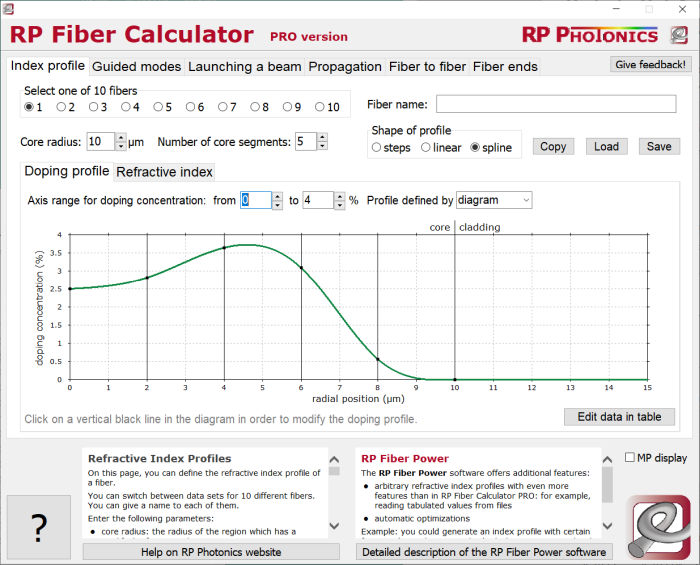 RP Fiber Calculator PRO version
RP PHOTONICS
Index profile Guided modes Launching a beam Propagation Fiber to fiber Fiber ends
Give feedback!
Select one of 10 fibers
1 2 3 4 5 6 7 8 9 10
Fiber name:
Core radius: 10 µm Number of core segments: 5
Shape of profile
steps linear spline
Copy Load Save
Doping profile Refractive index
Axis range for doping concentration: from 0 to 4 % Profile defined by diagram
core cladding
doping concentration (%)
4
3.5
3
2.5
2
1.5
1
0.5
0
0 1 2 3 4 5 6 7 8 9 10 11 12 13 14 15
radial position (µm)
Click on a vertical black line in the diagram in order to modify the doping profile.
Edit data in table
?
Refractive Index Profiles
On this page, you can define the refractive index profile of
a fiber.
You can switch between data sets for 10 different fibers.
You can give a name to each of them.
Enter the following parameters:
• core radius: the radius of the region which has a
Help on RP Photonics website
RP Fiber Power
The RP Fiber Power software offers additional features:
• arbitrary refractive index profiles with even more
features than in RP Fiber Calculator PRO: for example,
reading tabulated values from files
• automatic optimizations
Example: you could generate an index profile with certain
Detailed description of the RP Fiber Power software
MP display